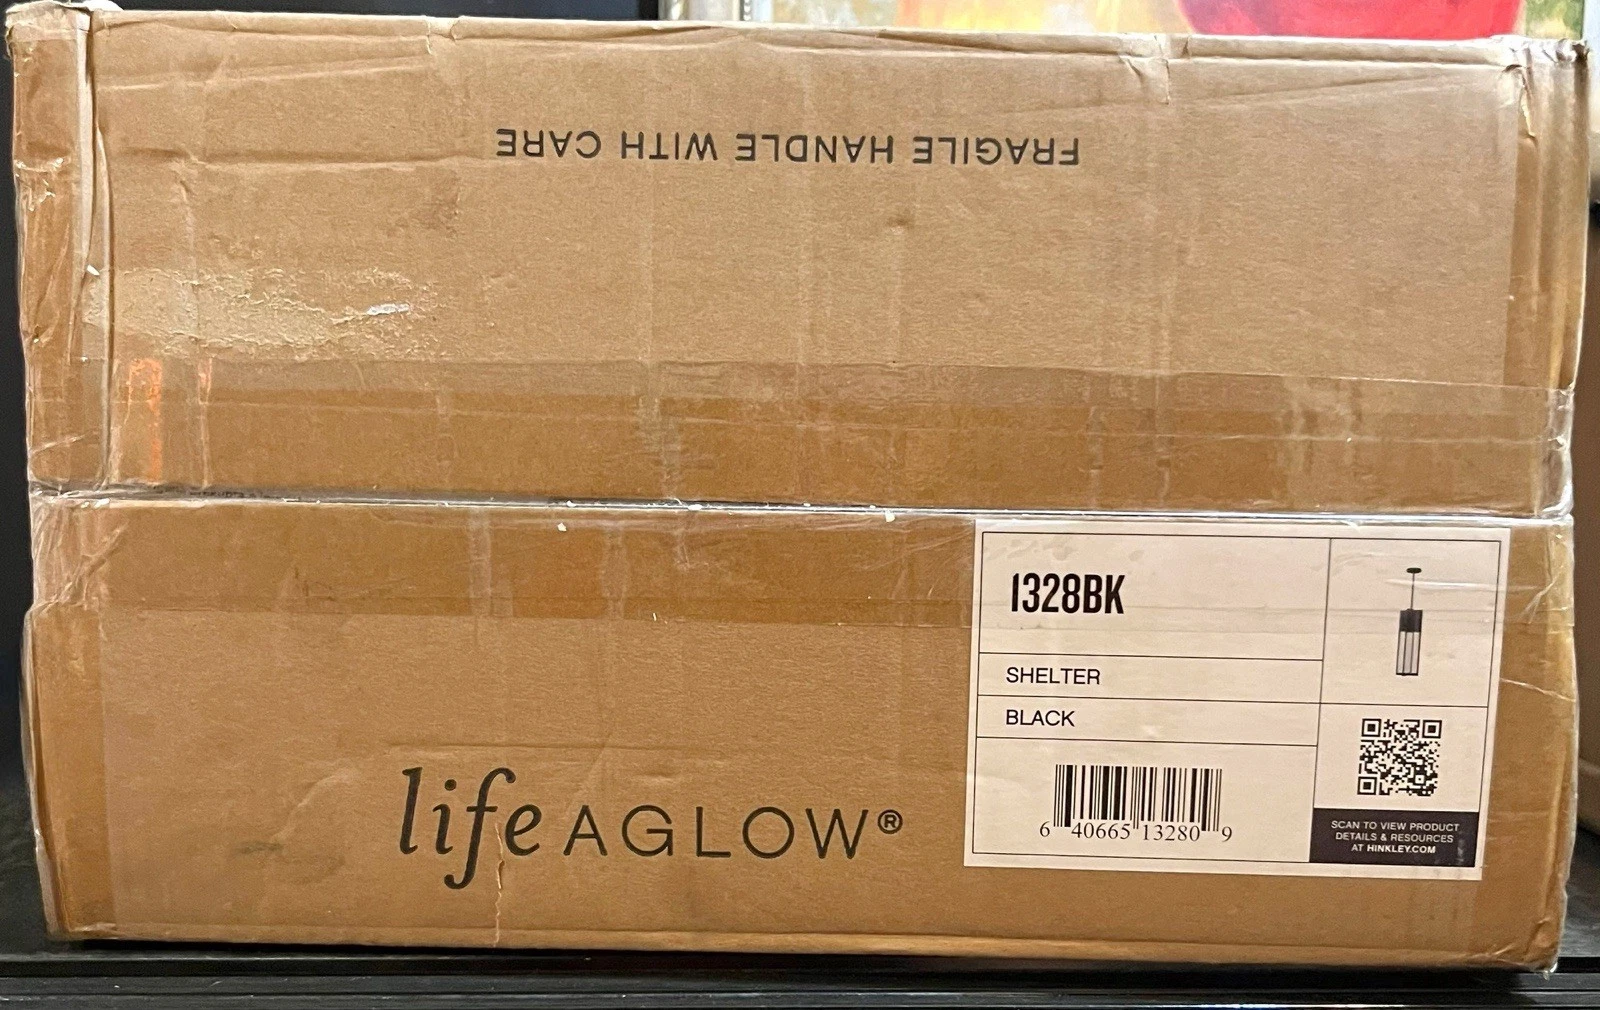 FRAGILE HANDLE WITH CARE
1328BK
SHELTER
BLACK
6 40665 13280 9
SCAN TO VIEW PRODUCT
DETAILS & RESOURCES
AT HINKLEY.COM
life AGLOW®